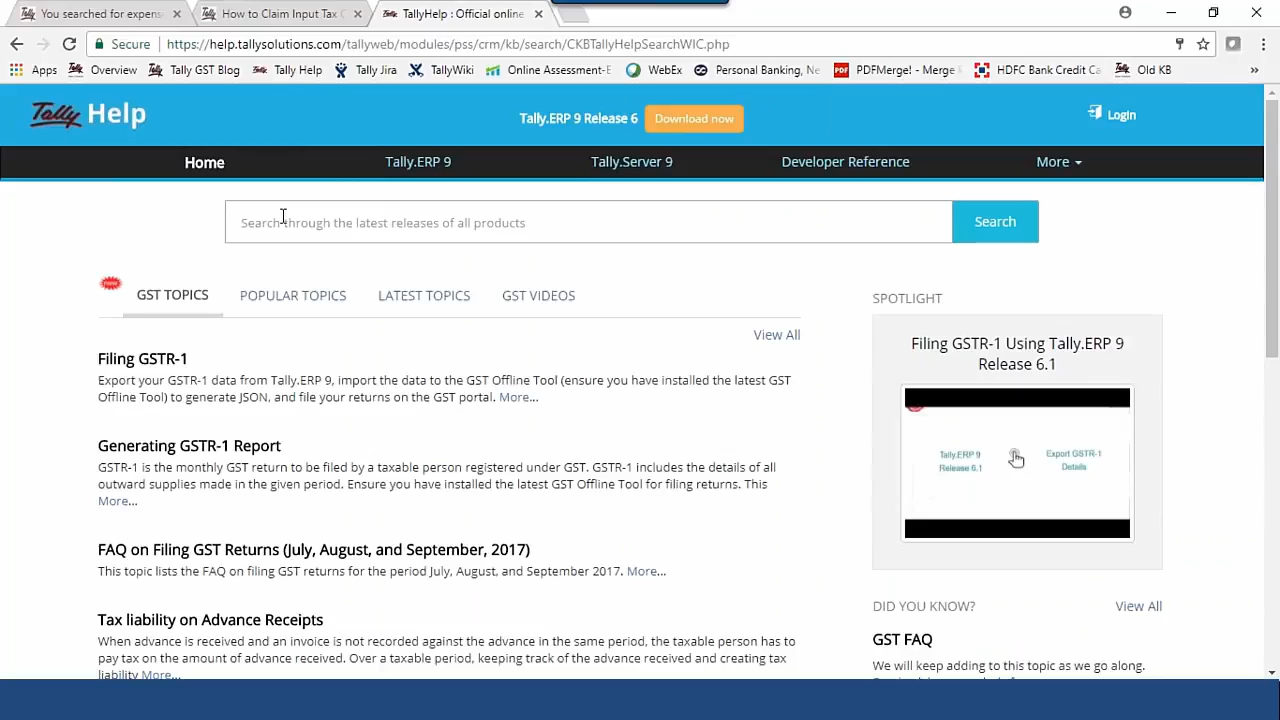 You searched for expens
How to Claim Input Tax C
TallyHelp : Official online
Secure https://help.tallysolutions.com/tallyweb/modules/pss/crm/kb/search/CKBTallyHelpSearchWIC.php
Apps Overview Tally GST Blog Tally Help Tally Jira TallyWiki Online Assessment-E WebEx Personal Banking, Ne PDF PDFMerge! - Merge HDFC Bank Credit Ca Old KB »
Tally Help
Tally.ERP 9 Release 6 Download now
Login
Home Tally.ERP 9 Tally.Server 9 Developer Reference More
Search through the latest releases of all products
Search
new
GST TOPICS POPULAR TOPICS LATEST TOPICS GST VIDEOS
View All
Filing GSTR-1
Export your GSTR-1 data from Tally.ERP 9, import the data to the GST Offline Tool (ensure you have installed the latest GST
Offline Tool) to generate JSON, and file your returns on the GST portal. More...
Generating GSTR-1 Report
GSTR-1 is the monthly GST return to be filed by a taxable person registered under GST. GSTR-1 includes the details of all
outward supplies made in the given period. Ensure you have installed the latest GST Offline Tool for filing returns. This
More...
FAQ on Filing GST Returns (July, August, and September, 2017)
This topic lists the FAQ on filing GST returns for the period July, August, and September 2017. More...
Tax liability on Advance Receipts
When advance is received and an invoice is not recorded against the advance in the same period, the taxable person has to
pay tax on the amount of advance received. Over a taxable period, keeping track of the advance received and creating tax
liability More...
SPOTLIGHT
Filing GSTR-1 Using Tally.ERP 9
Release 6.1
Tally.ERP 9
Release 6.1
Export GSTR-1
Details
DID YOU KNOW?
View All
GST FAQ
We will keep adding to this topic as we go along.